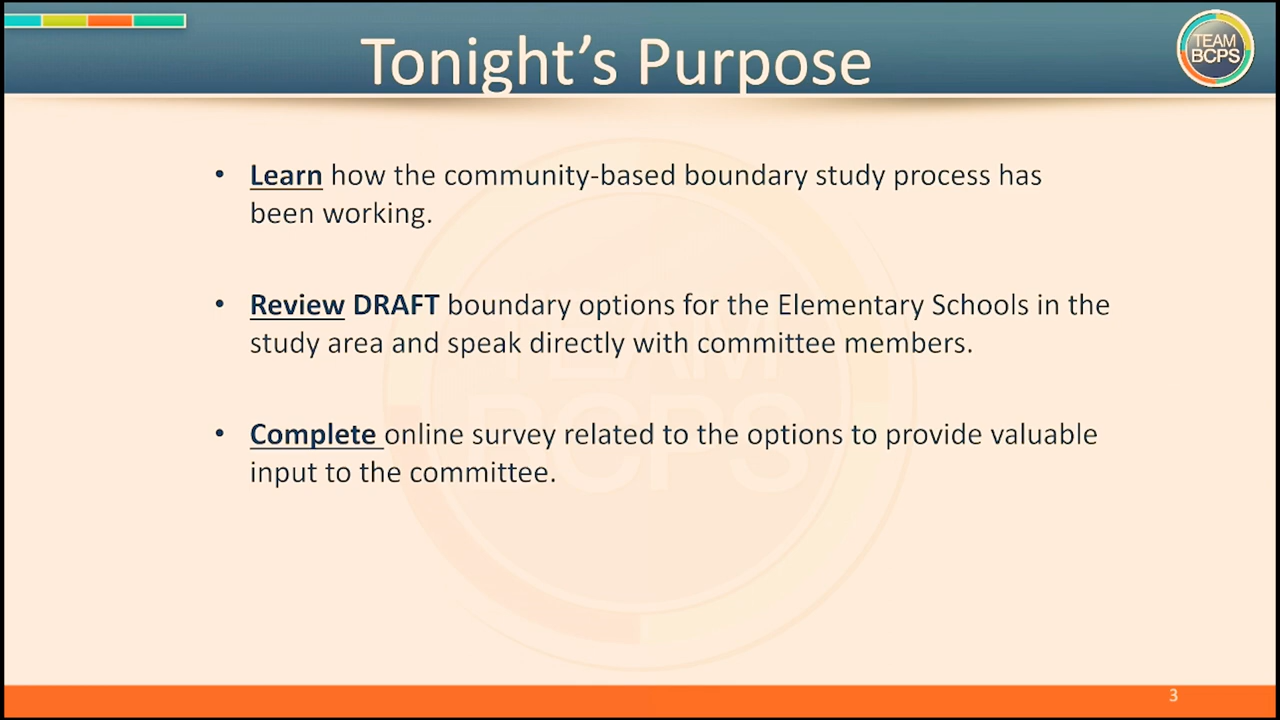 Tonight's Purpose
TEAM
BCPS
• Learn how the community-based boundary study process has
been working.
• Review DRAFT boundary options for the Elementary Schools in the
study area and speak directly with committee members.
• Complete online survey related to the options to provide valuable
input to the committee.
TEAM
BCPS
3